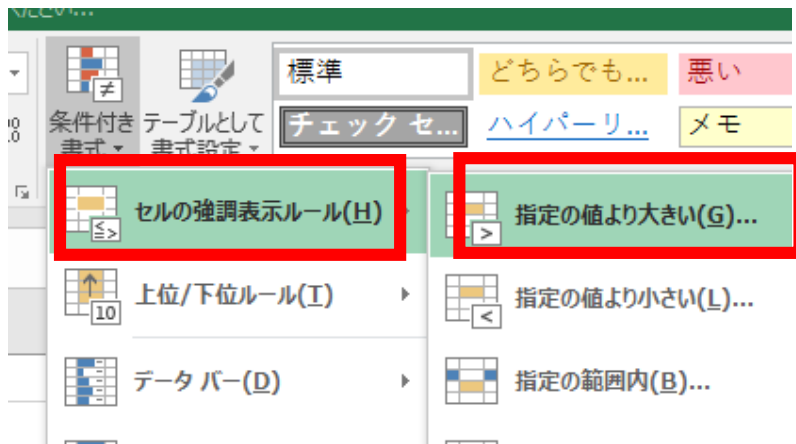 標準
どちらでも...
悪い
条件付き
書式
テーブルとして
書式設定
チェック セ...
ハイパーリ...
メモ
セルの強調表示ルール(H)
指定の値より大きい(G)...
上位/下位ルール(T)
10
指定の値より小さい(L)...
データ バー(D)
指定の範囲内(B)...